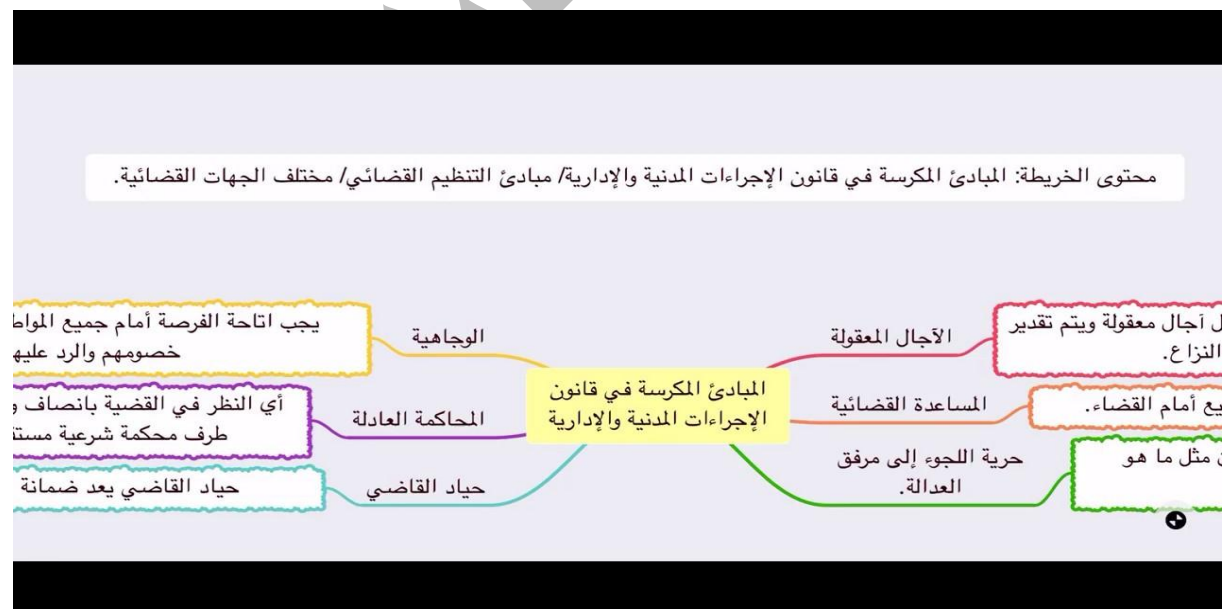 محتوى الخريطة: المبادئ المكرسة في قانون الإجراءات المدنية والإدارية/ مبادئ التنظيم القضائي/ مختلف الجهات القضائية.
المبادئ المكرسة في قانون
الإجراءات المدنية والإدارية
الآجال المعقولة
آجال معقولة ويتم تقدير
النزاع.
المساعدة القضائية
أمام القضاء.
حرية اللجوء إلى مرفق
العدالة.
مثل ما هو
الوجاهية
يجب اتاحة الفرصة أمام جميع
خصومهم والرد عليها
المحاكمة العادلة
أي النظر في القضية بانصاف و
طرف محكمة شرعية
حياد القاضي
حياد القاضي يعد ضمانة